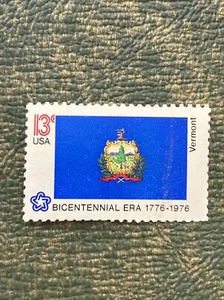 13c
USA
Vermont
BICENTENNIAL ERA 1776-1976